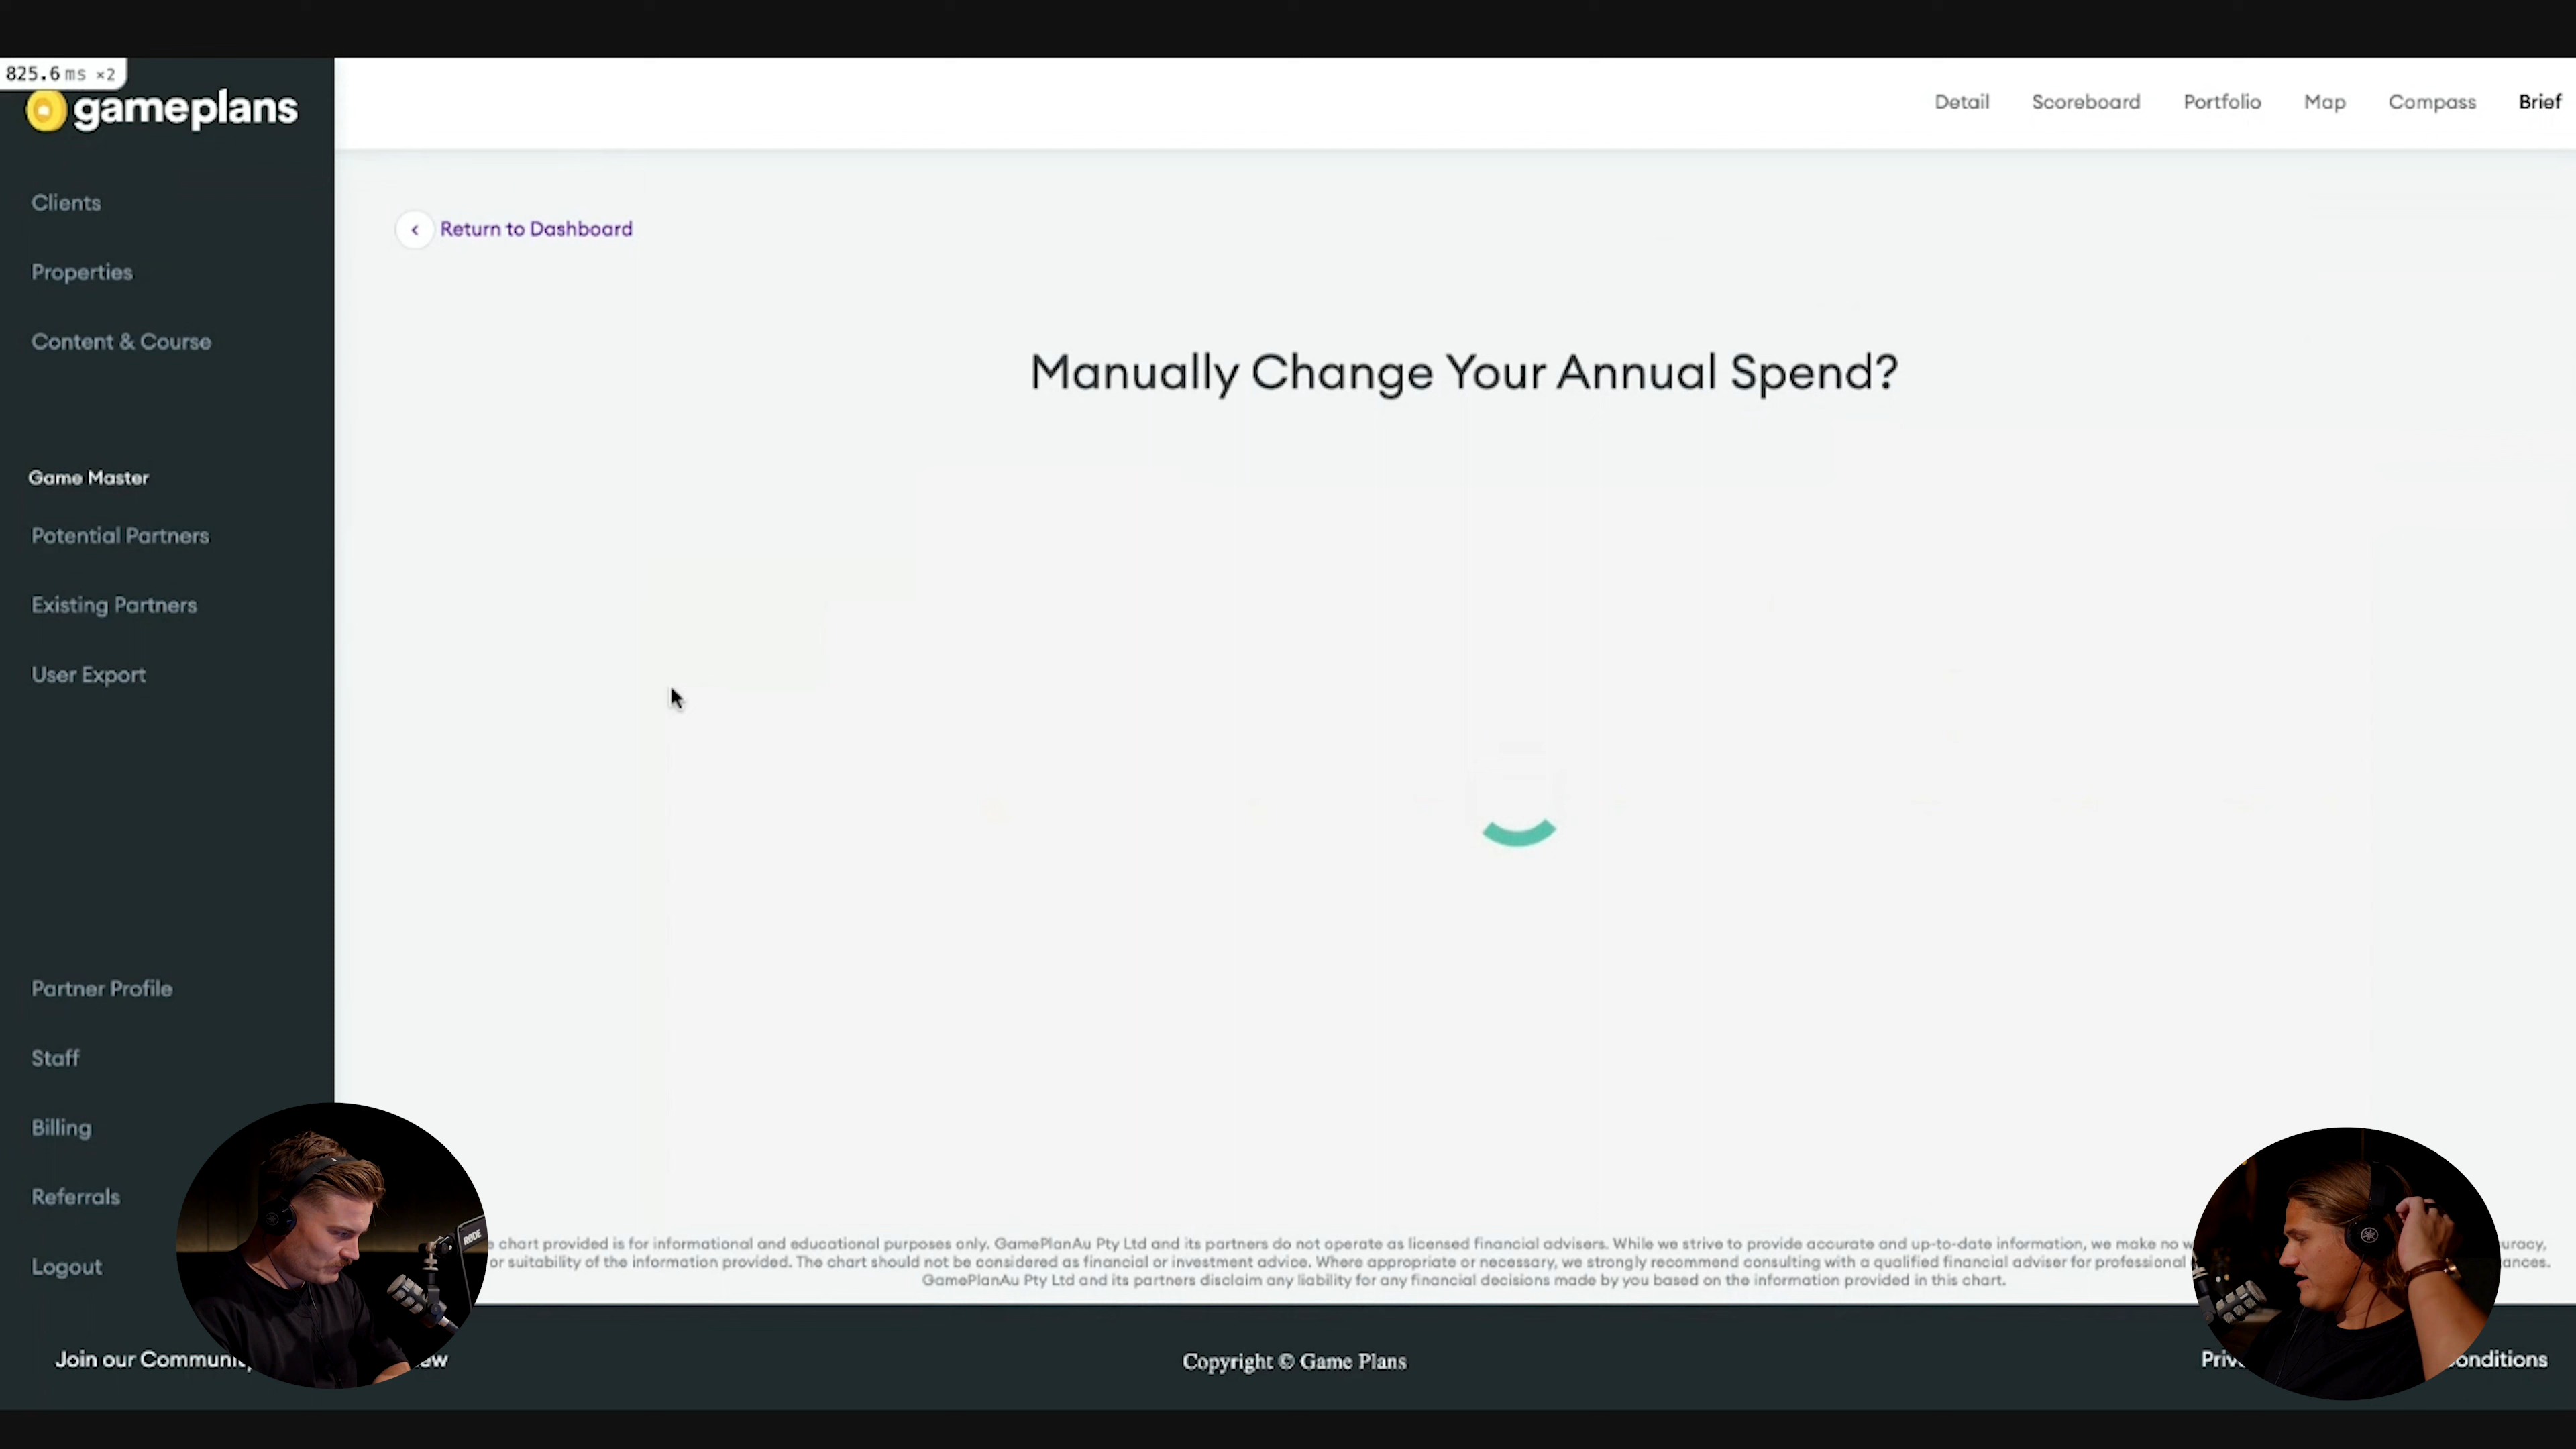 825.6 ms ×2
gameplans
Detail
Scoreboard
Portfolio
Map
Compass
Brief
Clients
Properties
Content & Course
Game Master
Potential Partners
Existing Partners
User Export
Partner Profile
Staff
Billing
Referrals
Logout
Return to Dashboard
Manually Change Your Annual Spend?
chart provided is for informational and educational purposes only. GamePlanAu Pty Ltd and its partners do not operate as licensed financial advisers. While we strive to provide accurate and up-to-date information, we make no
or suitability of the information provided. The chart should not be considered as financial or investment advice. Where appropriate or necessary, we strongly recommend consulting with a qualified financial adviser for professional
GamePlanAu Pty Ltd and its partners disclaim any liability for any financial decisions made by you based on the information provided in this chart.
RØDE
Join our
Copyright © Game Plans